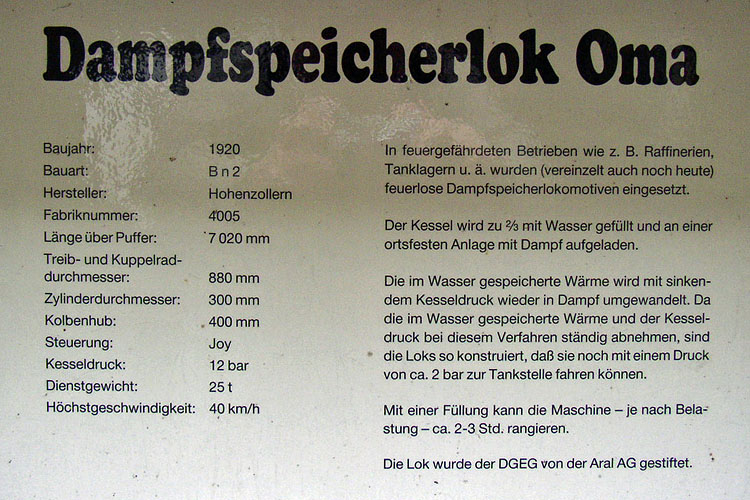 Dampfspeicherlok Oma
Baujahr: 1920
Bauart: B n 2
Hersteller: Hohenzollern
Fabriknummer: 4005
Länge über Puffer: 7 020 mm
Treib- und Kuppelrad-
durchmesser: 880 mm
Zylinderdurchmesser: 300 mm
Kolbenhub: 400 mm
Steuerung: Joy
Kesseldruck: 12 bar
Dienstgewicht: 25 t
Höchstgeschwindigkeit: 40 km/h
In feuergefährdeten Betrieben wie z. B. Raffinerien,
Tanklagern u. ä. wurden (vereinzelt auch noch heute)
feuerlose Dampfspeicherlokomotiven eingesetzt.
Der Kessel wird zu ⅔ mit Wasser gefüllt und an einer
ortsfesten Anlage mit Dampf aufgeladen.
Die im Wasser gespeicherte Wärme wird mit sinken-
dem Kesseldruck wieder in Dampf umgewandelt. Da
die im Wasser gespeicherte Wärme und der Kessel-
druck bei diesem Verfahren ständig abnehmen, sind
die Loks so konstruiert, daß sie noch mit einem Druck
von ca. 2 bar zur Tankstelle fahren können.
Mit einer Füllung kann die Maschine – je nach Bela-
stung – ca. 2-3 Std. rangieren.
Die Lok wurde der DGEG von der Aral AG gestiftet.